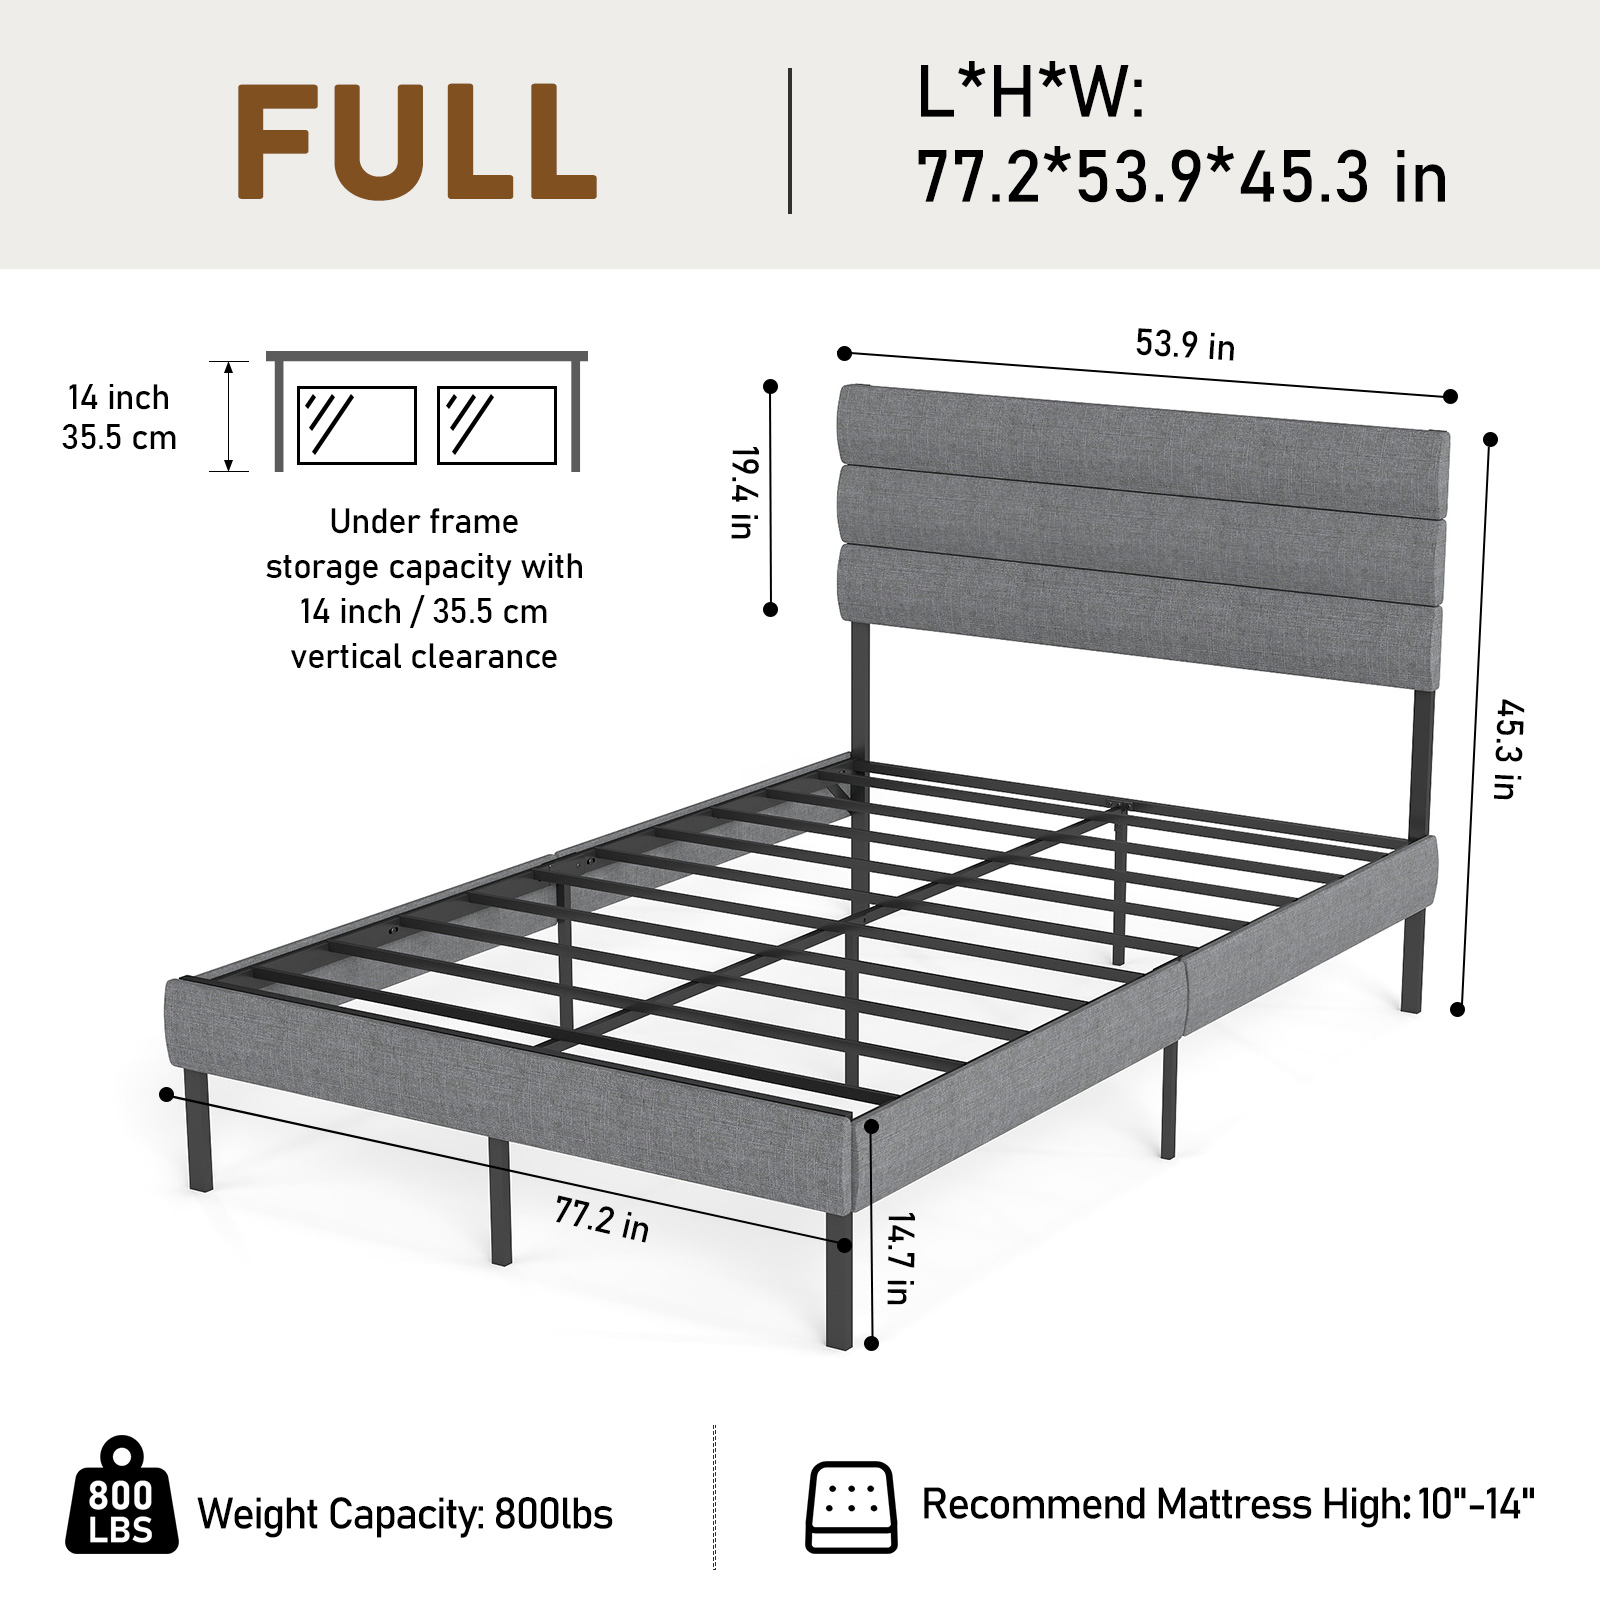 FULL
L*H*W:
77.2*53.9*45.3 in
14 inch
35.5 cm
Under frame
storage capacity with
14 inch / 35.5 cm
vertical clearance
53.9 in
19.4 in
45.3 in
77.2 in
14.7 in
800
LBS
Weight Capacity: 800lbs
Recommend Mattress High: 10"-14"